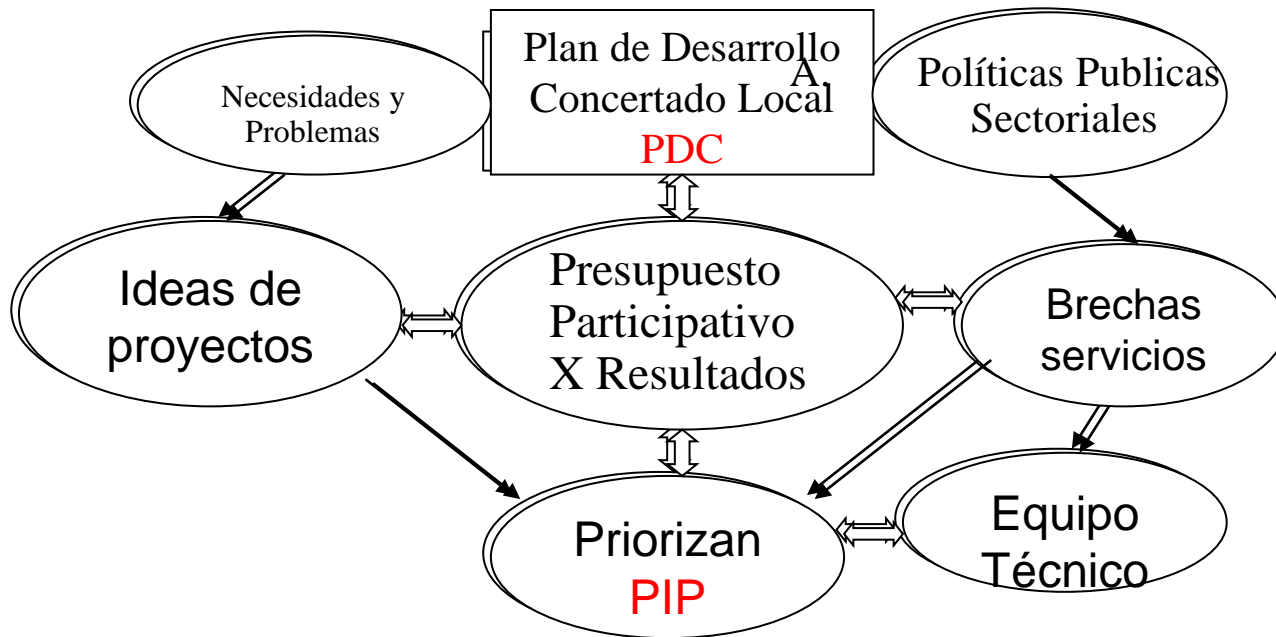 Necesidades y
Problemas
Plan de Desarrollo
A.
Concertado Local
PDC
Políticas Publicas
Sectoriales
Ideas de
proyectos
Presupuesto
Participativo
X Resultados
Brechas
servicios
Priorizan
PIP
Equipo
Técnico